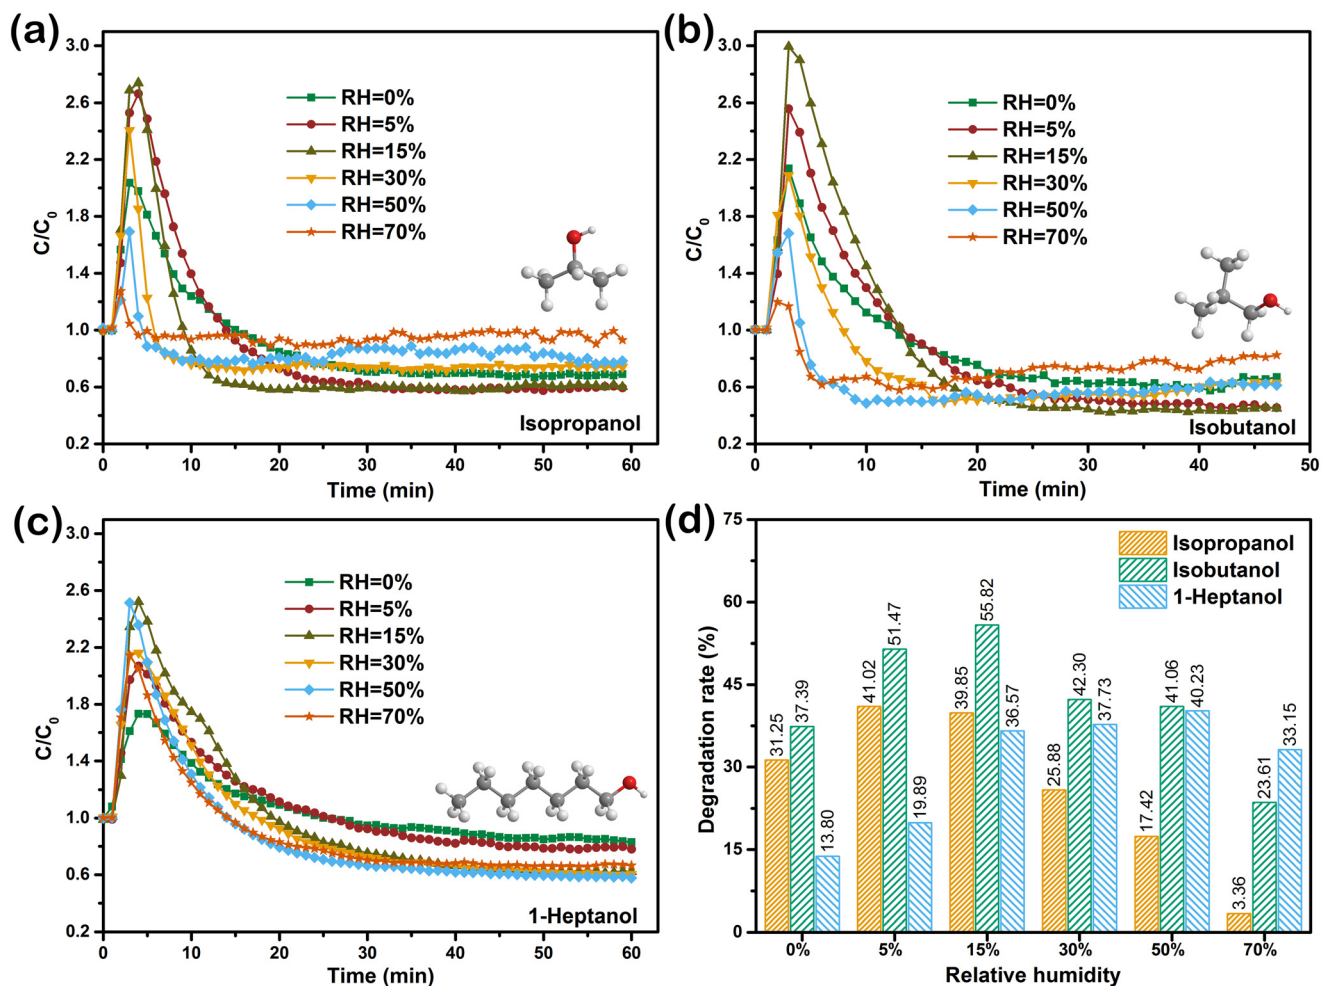 (a)
3.0
2.6
2.2
1.8
1.4
1.0
0.6
0.2
C/C0
RH=0%
RH=5%
RH=15%
RH=30%
RH=50%
RH=70%
Isopropanol
0 10 20 30 40 50 60
Time (min)
(b)
3.0
2.6
2.2
1.8
1.4
1.0
0.6
0.2
C/C0
RH=0%
RH=5%
RH=15%
RH=30%
RH=50%
RH=70%
Isobutanol
0 10 20 30 40 50
Time (min)
(c)
3.0
2.6
2.2
1.8
1.4
1.0
0.6
0.2
C/C0
RH=0%
RH=5%
RH=15%
RH=30%
RH=50%
RH=70%
1-Heptanol
0 10 20 30 40 50 60
Time (min)
(d)
75
60
45
30
15
0
Degradation rate (%)
Isopropanol
Isobutanol
1-Heptanol
31.25 37.39 13.80
41.02 51.47 19.89
39.85 55.82 36.57
25.88 42.30 37.73
17.42 41.06 40.23
3.36 23.61 33.15
0% 5% 15% 30% 50% 70%
Relative humidity